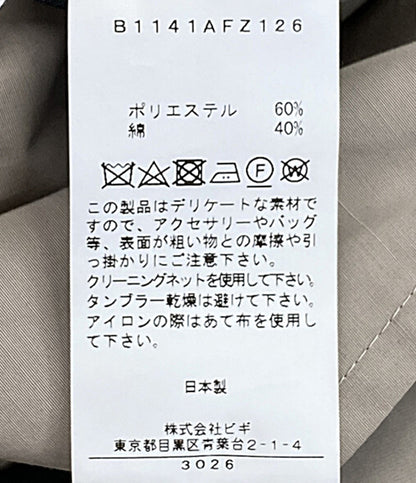 B1141AFZ126
ポリエステル 60%
綿 40%
F W
この製品はデリケートな素材で
すので、アクセサリーやバッグ
等、表面が粗い物との摩擦や引
っ掛かりにご注意下さい。
クリーニングネットを使用して下さい。
タンブラー乾燥は避けて下さい。
アイロンの際はあて布を使用し
て下さい。
日本製
株式会社ビギ
東京都目黒区青葉台2-1-4
3026